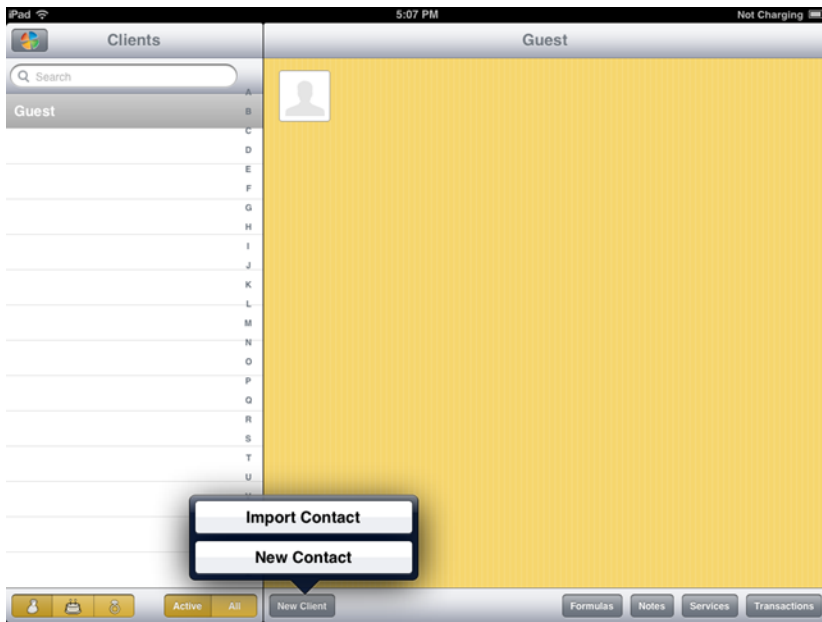 iPad 5:07 PM Not Charging
Clients Guest
Search
Guest
A
B
C
D
E
F
G
H
I
J
K
L
M
N
O
P
Q
R
S
T
U
Import Contact
New Contact
Active All New Client Formulas Notes Services Transactions